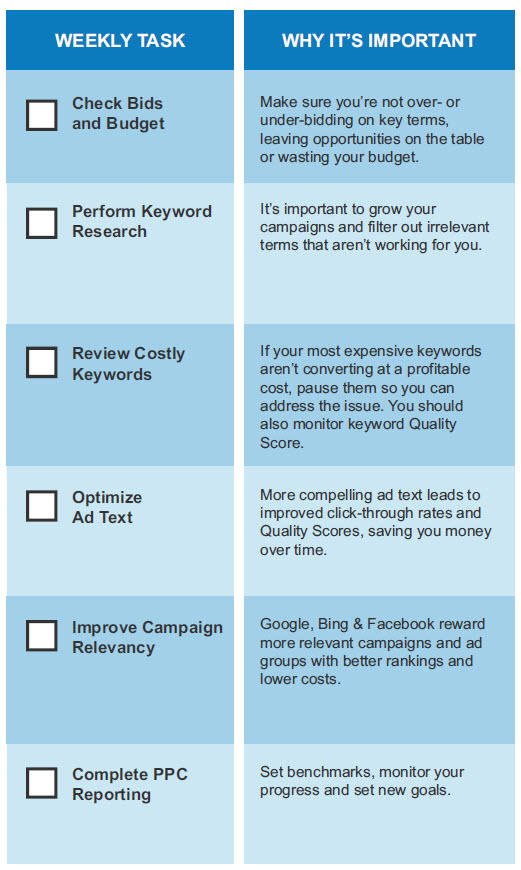 WEEKLY TASK
WHY IT'S IMPORTANT
Check Bids
and Budget
Make sure you're not over- or
under-bidding on key terms,
leaving opportunities on the table
or wasting your budget.
Perform Keyword
Research
It's important to grow your
campaigns and filter out irrelevant
terms that aren't working for you.
Review Costly
Keywords
If your most expensive keywords
aren't converting at a profitable
cost, pause them so you can
address the issue. You should
also monitor keyword Quality
Score.
Optimize
Ad Text
More compelling ad text leads to
improved click-through rates and
Quality Scores, saving you money
over time.
Improve Campaign
Relevancy
Google, Bing & Facebook reward
more relevant campaigns and ad
groups with better rankings and
lower costs.
Complete PPC
Reporting
Set benchmarks, monitor your
progress and set new goals.